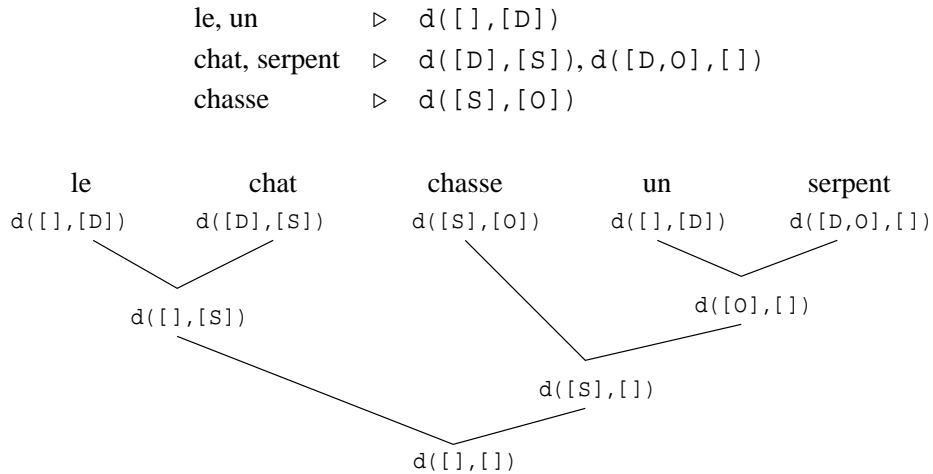 le, un ▷ d([],[D])
chat, serpent ▷ d([D],[S]), d([D,O],[])
chasse ▷ d([S],[O])
le chat chasse un serpent
d([],[D]) d([D],[S]) d([S],[O]) d([],[D]) d([D,O],[])
d([],[S]) d([O],[])
d([S],[])
d([],[])